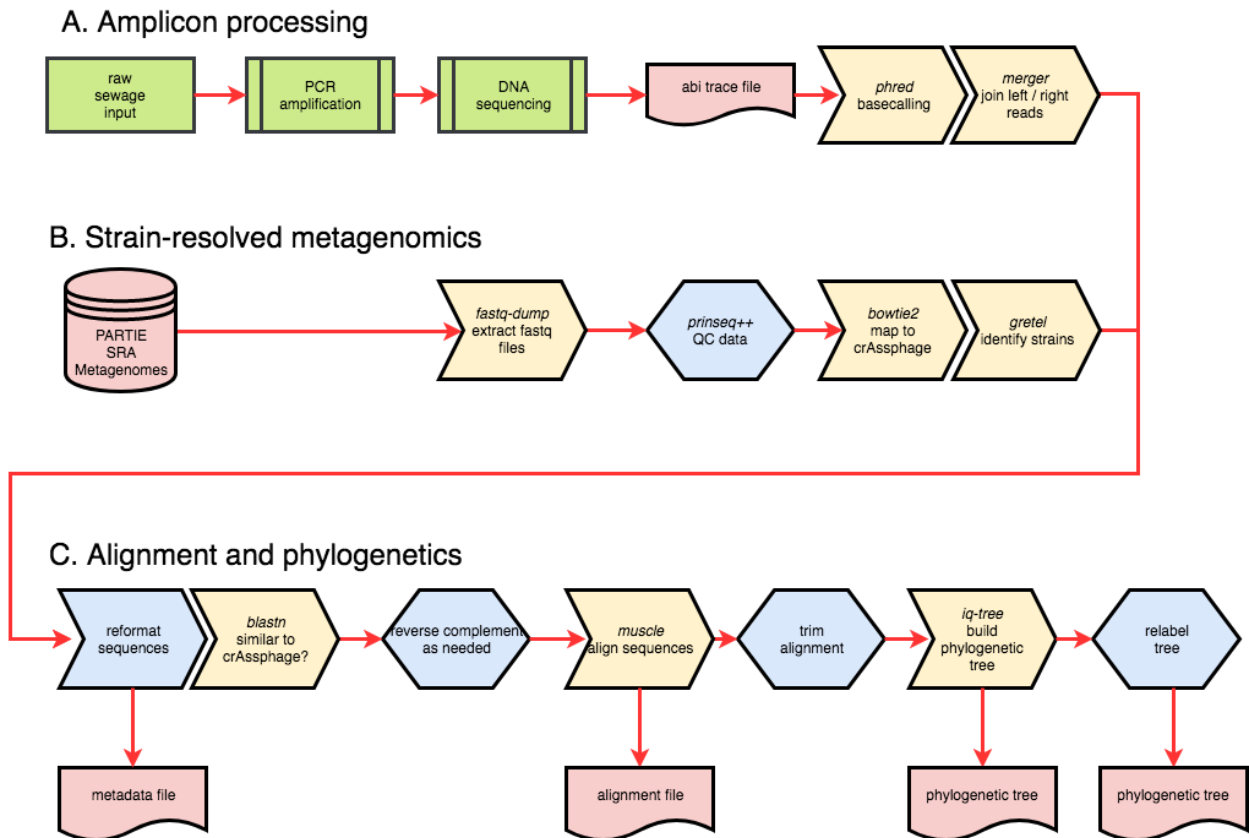 A. Amplicon processing
raw
sewage
input
PCR
amplification
DNA
sequencing
abi trace file
phred
basecalling
merger
join left / right
reads
B. Strain-resolved metagenomics
PARTIE
SRA
Metagenomes
fastq-dump
extract fastq
files
prinseq++
QC data
bowtie2
map to
crAssphage
gretel
identify strains
C. Alignment and phylogenetics
reformat
sequences
blastn
similar to
crAssphage?
reverse complement
as needed
muscle
align sequences
trim
alignment
iq-tree
build
phylogenetic
tree
relabel
tree
metadata file
alignment file
phylogenetic tree
phylogenetic tree